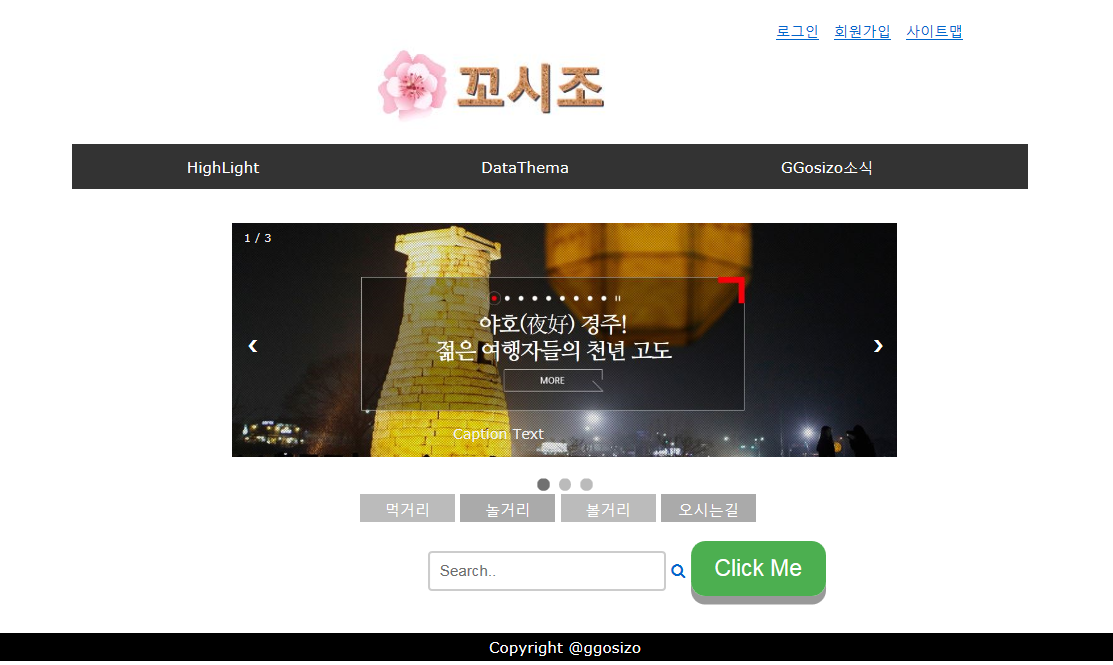 로그인 회원가입 사이트맵
꼬시조
HighLight DataThema GGosizo소식
1 / 3
야호(夜好) 경주!
젊은 여행자들의 천년 고도
MORE
Caption Text
먹거리 놀거리 볼거리 오시는길
Search..
Click Me
Copyright @ggosizo